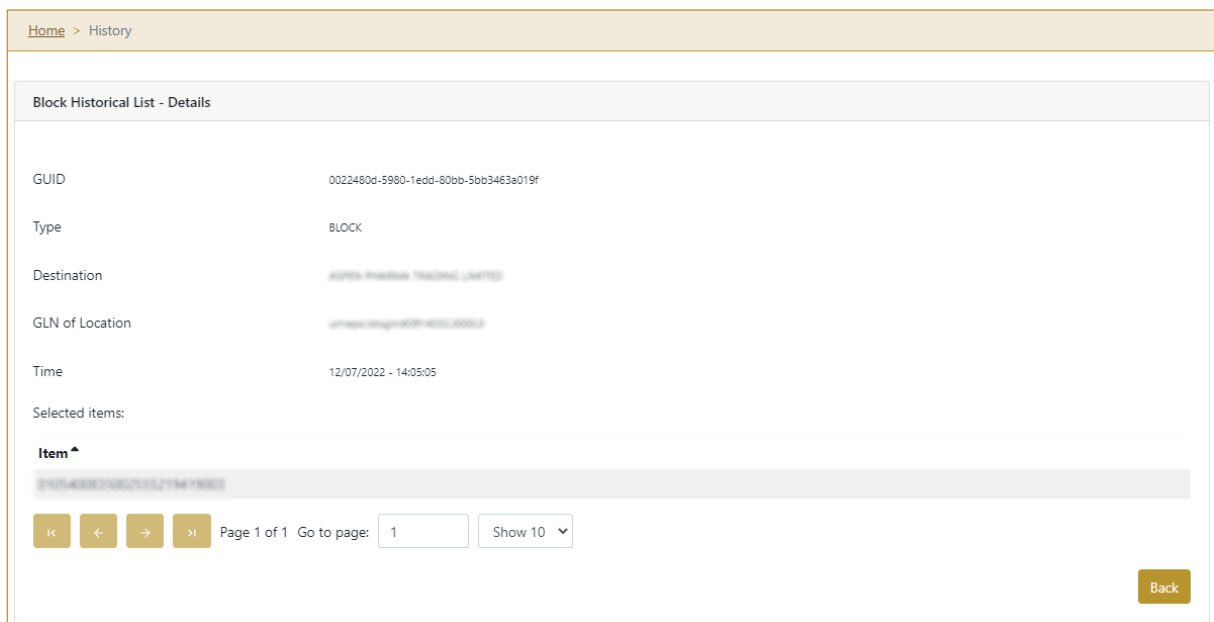 Home > History
Block Historical List - Details
GUID 0022480d-5980-1edd-80bb-5bb3463a019f
Type BLOCK
Destination
GLN of Location
Time 12/07/2022 - 14:05:05
Selected items:
Item
Page 1 of 1 Go to page: 1 Show 10
Back